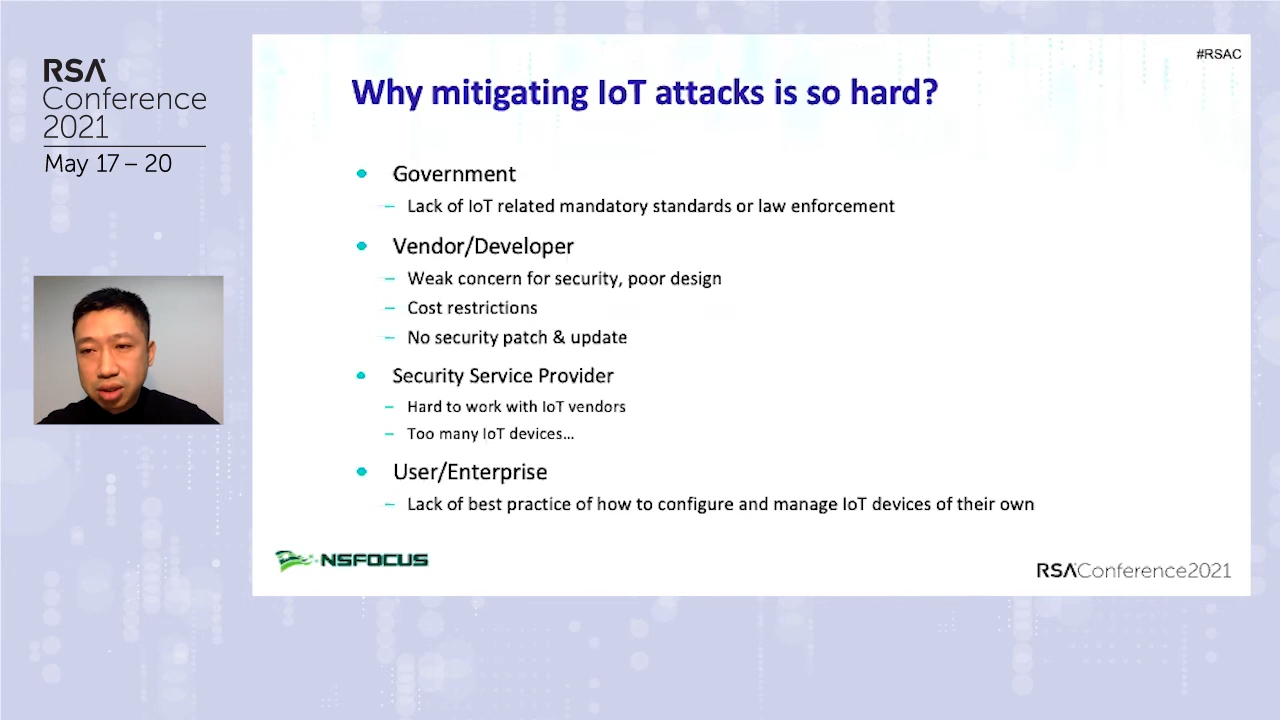 RSA
Conference
2021
May 17 – 20
#RSAC
Why mitigating IoT attacks is so hard?
• Government
– Lack of IoT related mandatory standards or law enforcement
• Vendor/Developer
– Weak concern for security, poor design
– Cost restrictions
– No security patch & update
• Security Service Provider
– Hard to work with IoT vendors
– Too many IoT devices…
• User/Enterprise
– Lack of best practice of how to configure and manage IoT devices of their own
NSFOCUS
RSAConference2021